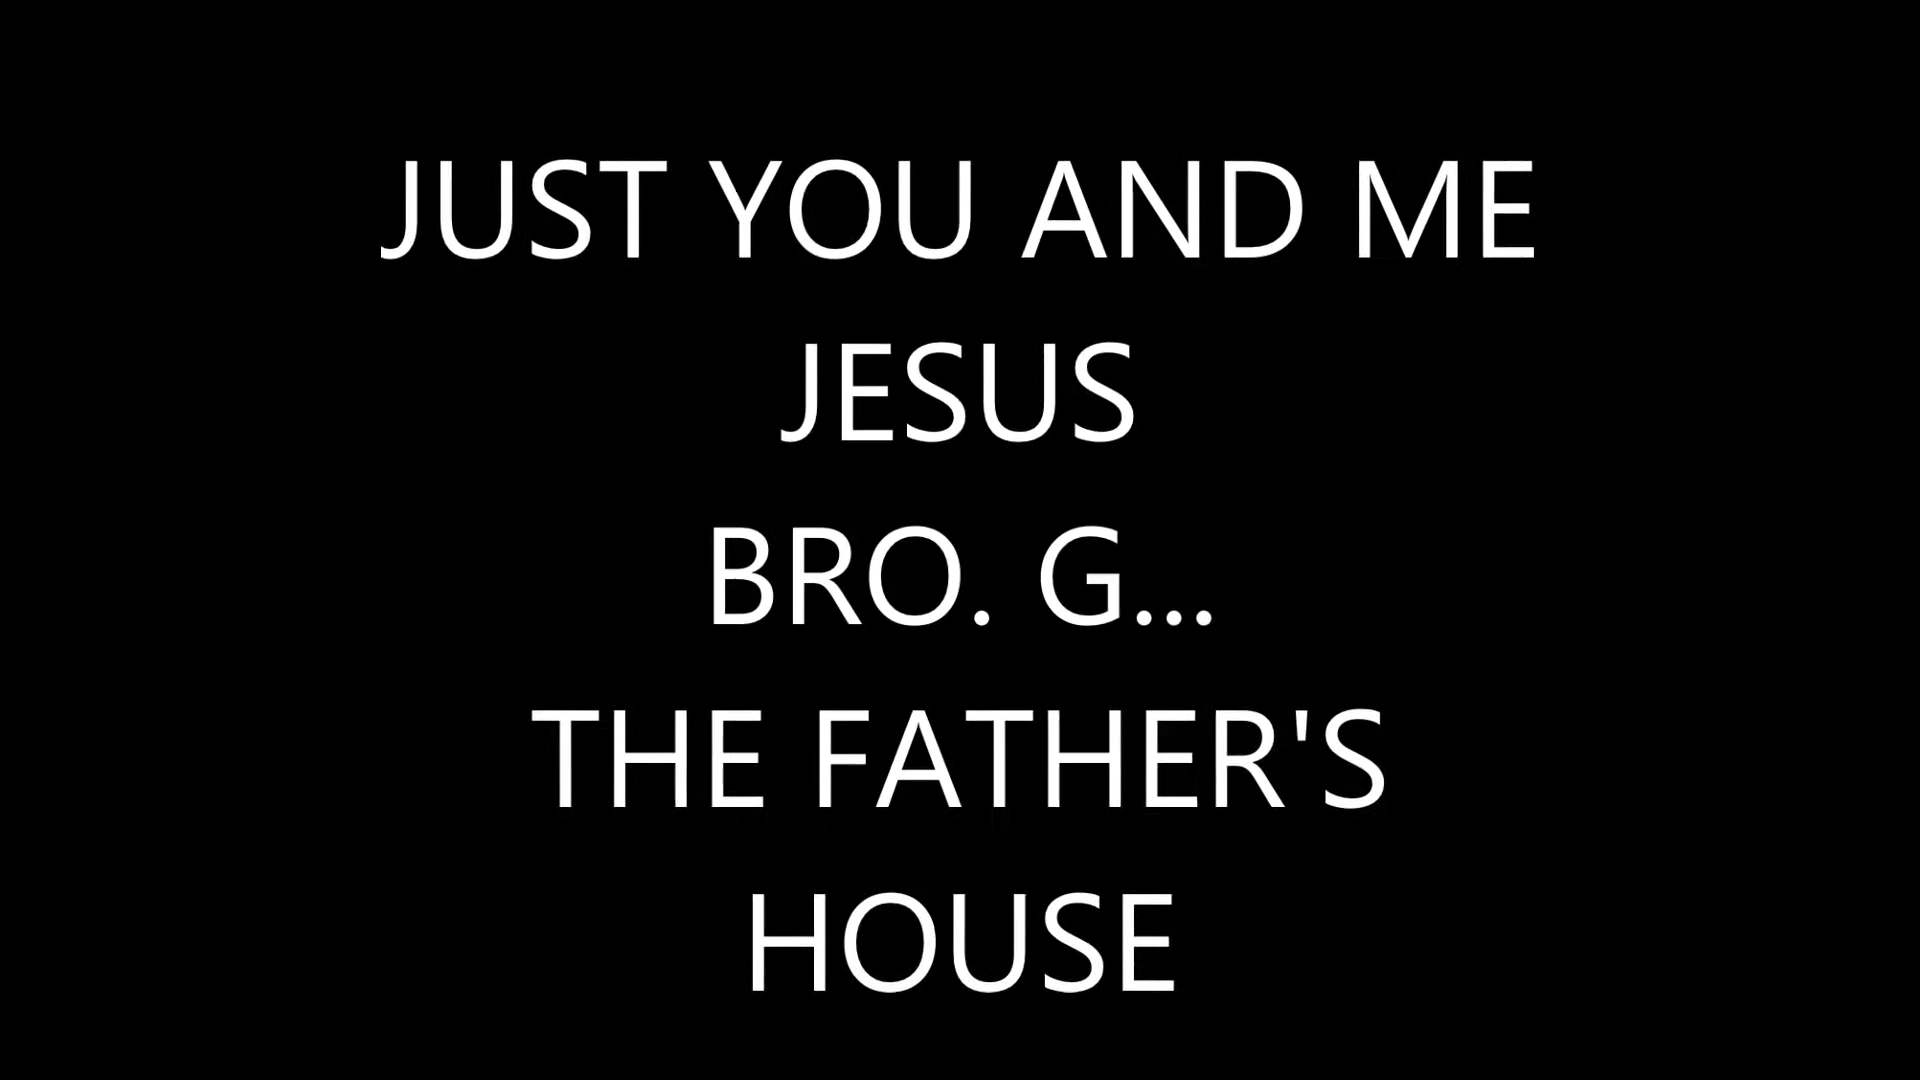 JUST YOU AND ME
JESUS
BRO. G...
THE FATHER'S
HOUSE